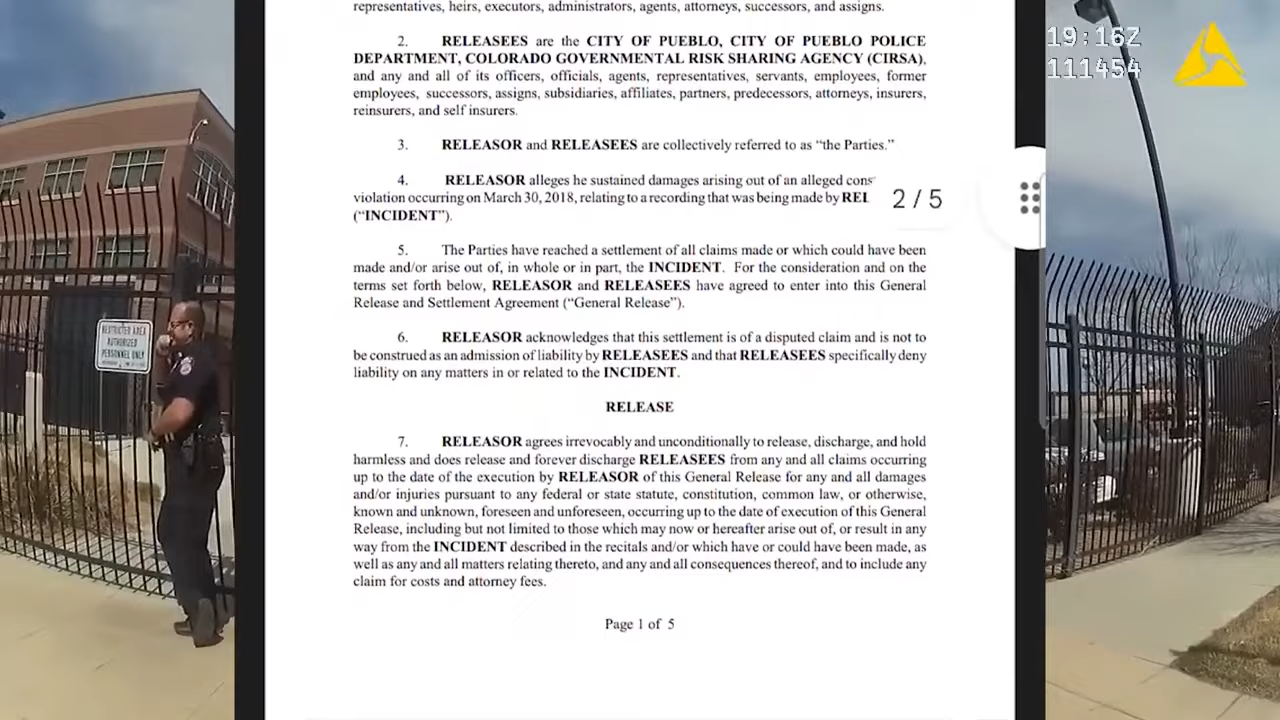 representatives, heirs, executors, administrators, agents, attorneys, successors, and assigns.
2. RELEASEES are the CITY OF PUEBLO, CITY OF PUEBLO POLICE
DEPARTMENT, COLORADO GOVERNMENTAL RISK SHARING AGENCY (CIRSA),
and any and all of its officers, officials, agents, representatives, servants, employees, former
employees, successors, assigns, subsidiaries, affiliates, partners, predecessors, attorneys, insurers,
reinsurers, and self insurers.
3. RELEASOR and RELEASEES are collectively referred to as “the Parties.”
4. RELEASOR alleges he sustained damages arising out of an alleged cons
violation occurring on March 30, 2018, relating to a recording that was being made by REL
(“INCIDENT”).
2 / 5
5. The Parties have reached a settlement of all claims made or which could have been
made and/or arise out of, in whole or in part, the INCIDENT. For the consideration and on the
terms set forth below, RELEASOR and RELEASEES have agreed to enter into this General
Release and Settlement Agreement (“General Release”).
6. RELEASOR acknowledges that this settlement is of a disputed claim and is not to
be construed as an admission of liability by RELEASEES and that RELEASEES specifically deny
liability on any matters in or related to the INCIDENT.
RELEASE
7. RELEASOR agrees irrevocably and unconditionally to release, discharge, and hold
harmless and does release and forever discharge RELEASEES from any and all claims occurring
up to the date of the execution by RELEASOR of this General Release for any and all damages
and/or injuries pursuant to any federal or state statute, constitution, common law, or otherwise,
known and unknown, foreseen and unforeseen, occurring up to the date of execution of this General
Release, including but not limited to those which may now or hereafter arise out of, or result in any
way from the INCIDENT described in the recitals and/or which have or could have been made, as
well as any and all matters relating thereto, and any and all consequences thereof, and to include any
claim for costs and attorney fees.
Page 1 of 5
RESTRICTED AREA
AUTHORIZED
PERSONNEL ONLY
19:16Z
111454